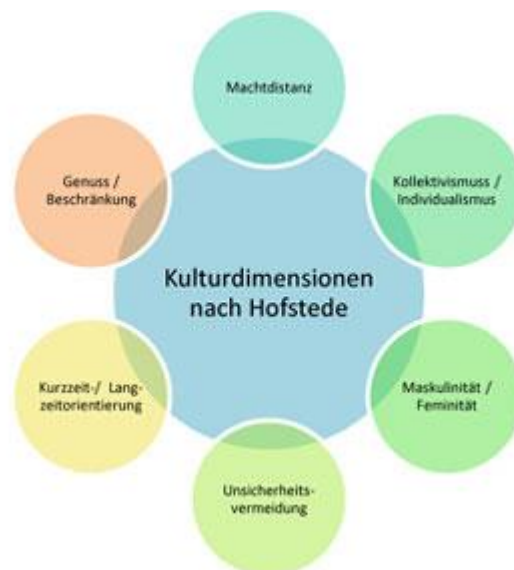 Machtdistanz
Genuss /
Beschränkung
Kollektivismuss /
Individualismus
Kulturdimensionen
nach Hofstede
Kurzzeit-/ Lang-
zeitorientierung
Maskulinität /
Feminität
Unsicherheits-
vermeidung